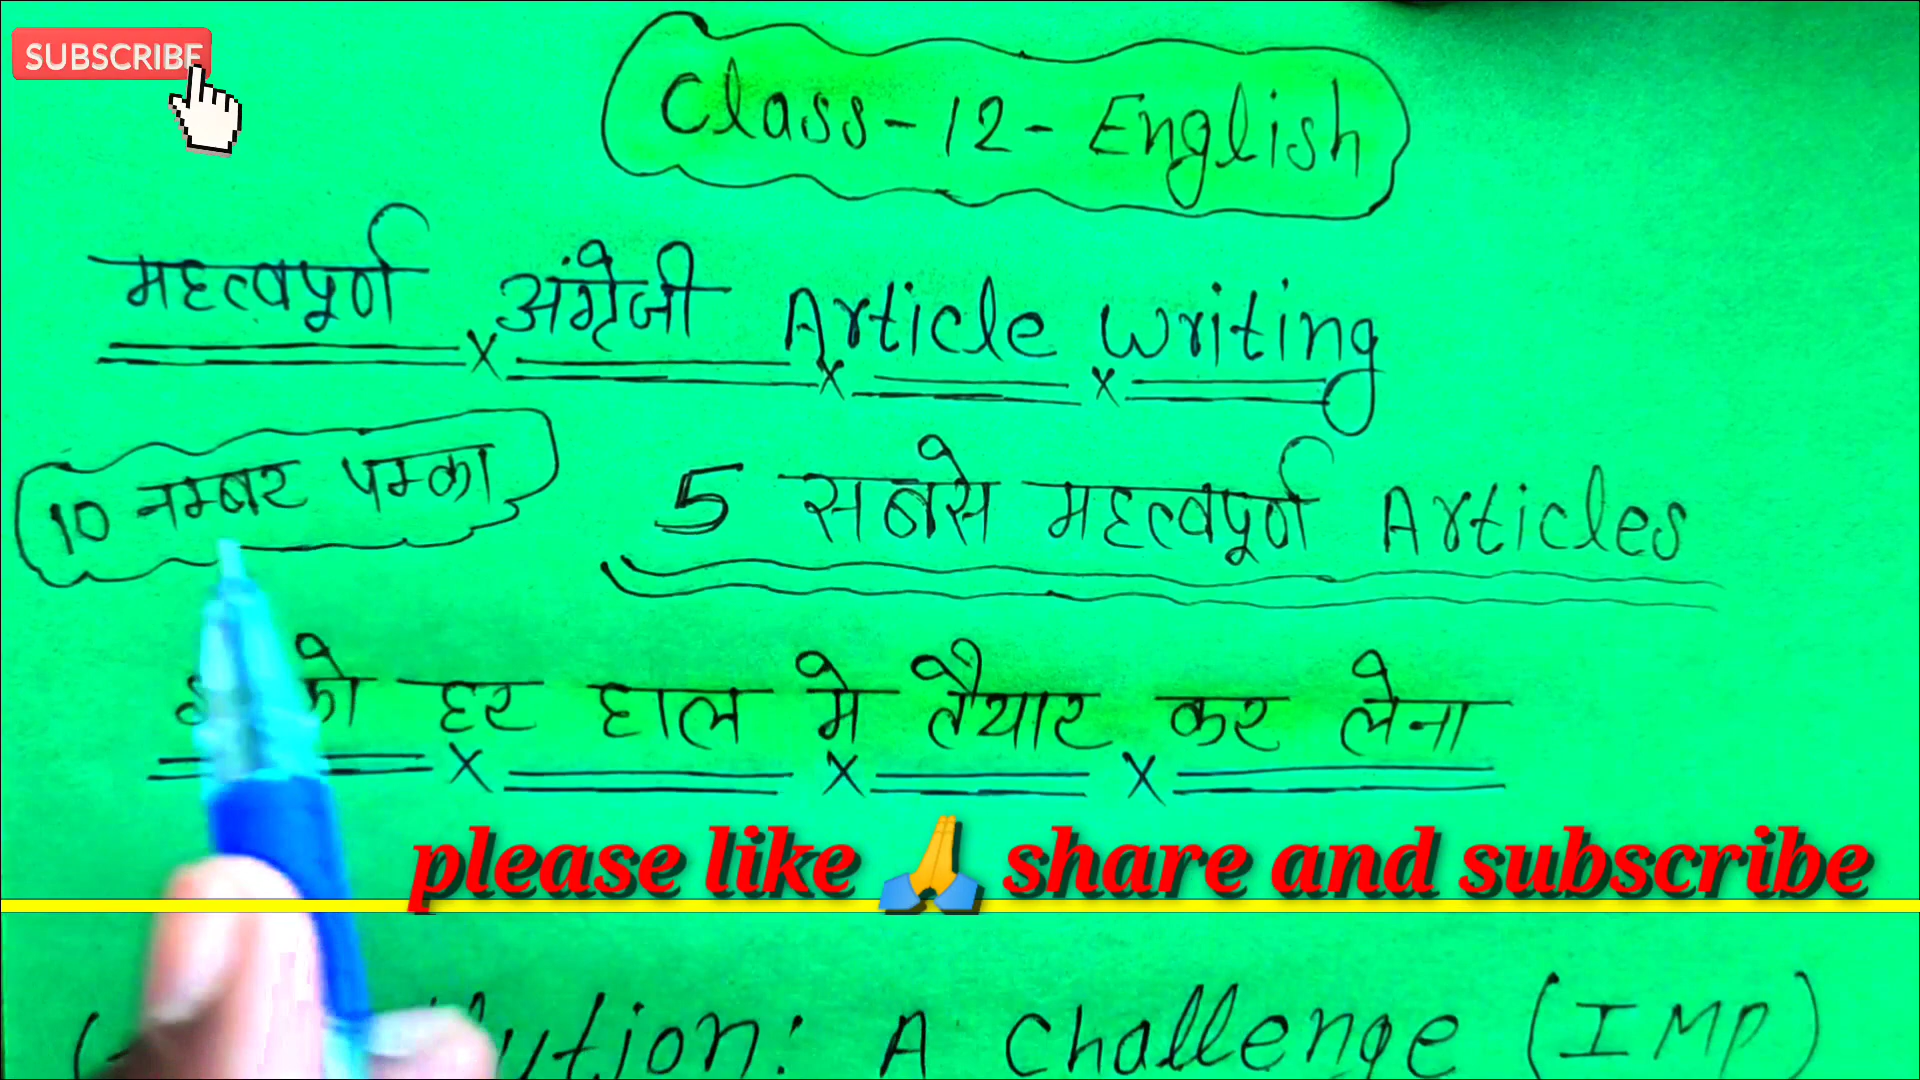 SUBSCRIBE
Class-12-English
महत्वपूर्ण अंग्रेजी Article writing
10 नम्बर पक्का
5 सबसे महत्वपूर्ण Articles
को हर हाल मे तैयार कर लेना
please like 🙏 share and subscribe
A Challenge (IMP)